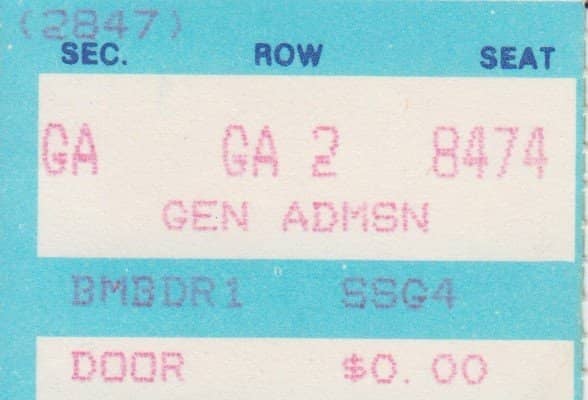 (2847)
SEC. ROW SEAT
GA GA 2 8474
GEN ADMSN
BMBDR1 SSG4
DOOR $0.00